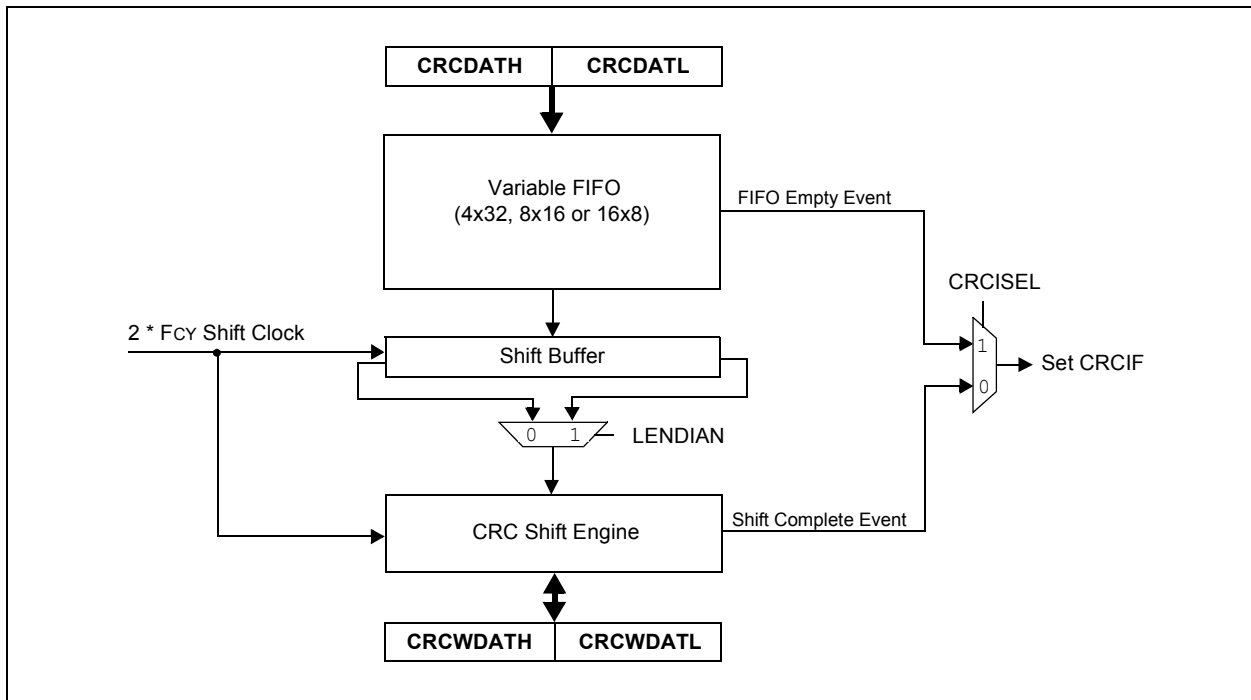 CRCDATH CRCDATL
Variable FIFO
(4x32, 8x16 or 16x8)
FIFO Empty Event
CRCISEL
2 * FCY Shift Clock
1
Set CRCIF
Shift Buffer
0
0 1
LENDIAN
CRC Shift Engine
Shift Complete Event
CRCWDATH CRCWDATL